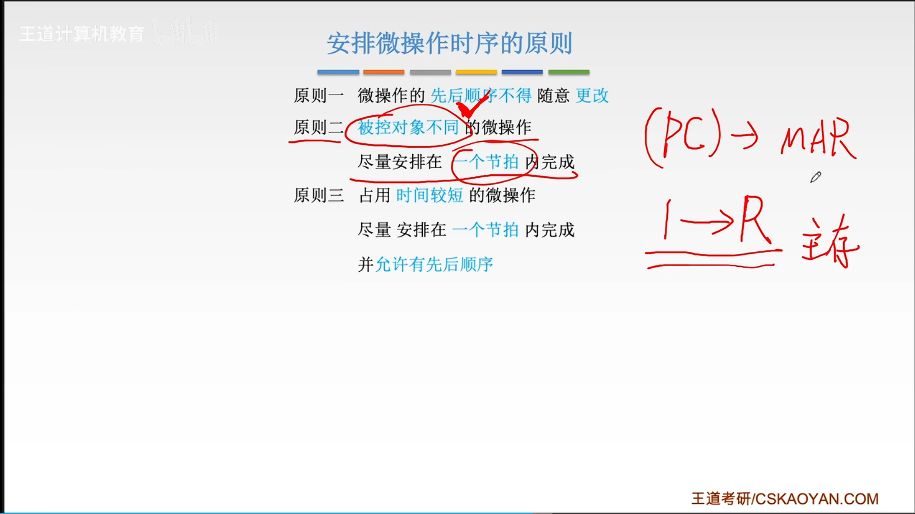 王道计算机教育
安排微操作时序的原则
原则一 微操作的 先后顺序不得 随意 更改
原则二 被控对象不同 的微操作
尽量安排在 一个节拍 内完成
原则三 占用 时间较短 的微操作
尽量 安排在 一个节拍 内完成
并允许有先后顺序
(PC) → MAR
1 → R
主存
王道考研/CSKAOYAN.COM